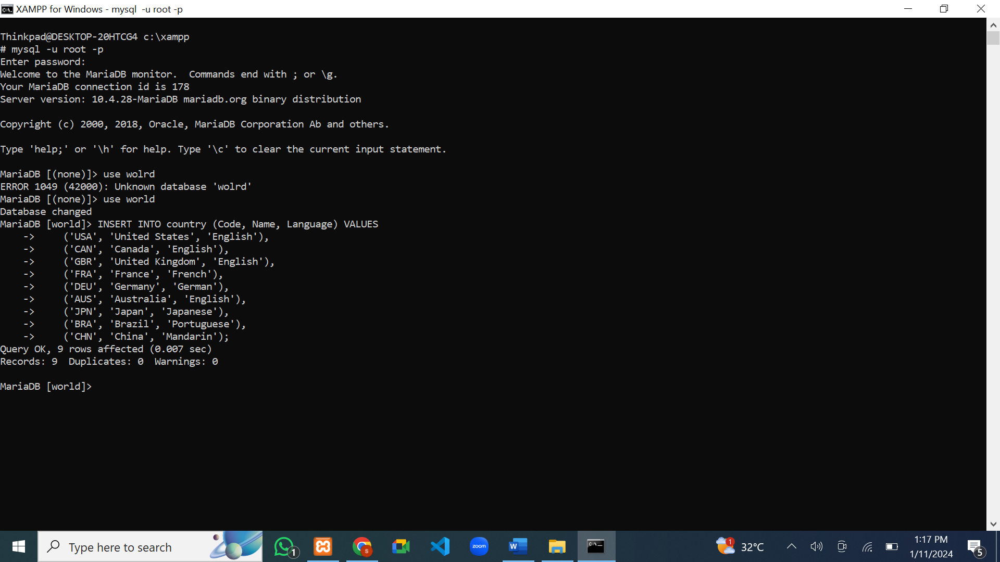 XAMPP for Windows - mysql  -u root -p
Thinkpad@DESKTOP-20HTCG4 c:\xampp
# mysql -u root -p
Enter password:
Welcome to the MariaDB monitor.  Commands end with ; or \g.
Your MariaDB connection id is 178
Server version: 10.4.28-MariaDB mariadb.org binary distribution
Copyright (c) 2000, 2018, Oracle, MariaDB Corporation Ab and others.
Type 'help;' or '\h' for help. Type '\c' to clear the current input statement.
MariaDB [(none)]> use wolrd
ERROR 1049 (42000): Unknown database 'wolrd'
MariaDB [(none)]> use world
Database changed
MariaDB [world]> INSERT INTO country (Code, Name, Language) VALUES
    ->     ('USA', 'United States', 'English'),
    ->     ('CAN', 'Canada', 'English'),
    ->     ('GBR', 'United Kingdom', 'English'),
    ->     ('FRA', 'France', 'French'),
    ->     ('DEU', 'Germany', 'German'),
    ->     ('AUS', 'Australia', 'English'),
    ->     ('JPN', 'Japan', 'Japanese'),
    ->     ('BRA', 'Brazil', 'Portuguese'),
    ->     ('CHN', 'China', 'Mandarin');
Query OK, 9 rows affected (0.007 sec)
Records: 9  Duplicates: 0  Warnings: 0
MariaDB [world]>
Type here to search
1
zoom
W
1
32°C
1:17 PM
1/11/2024
5